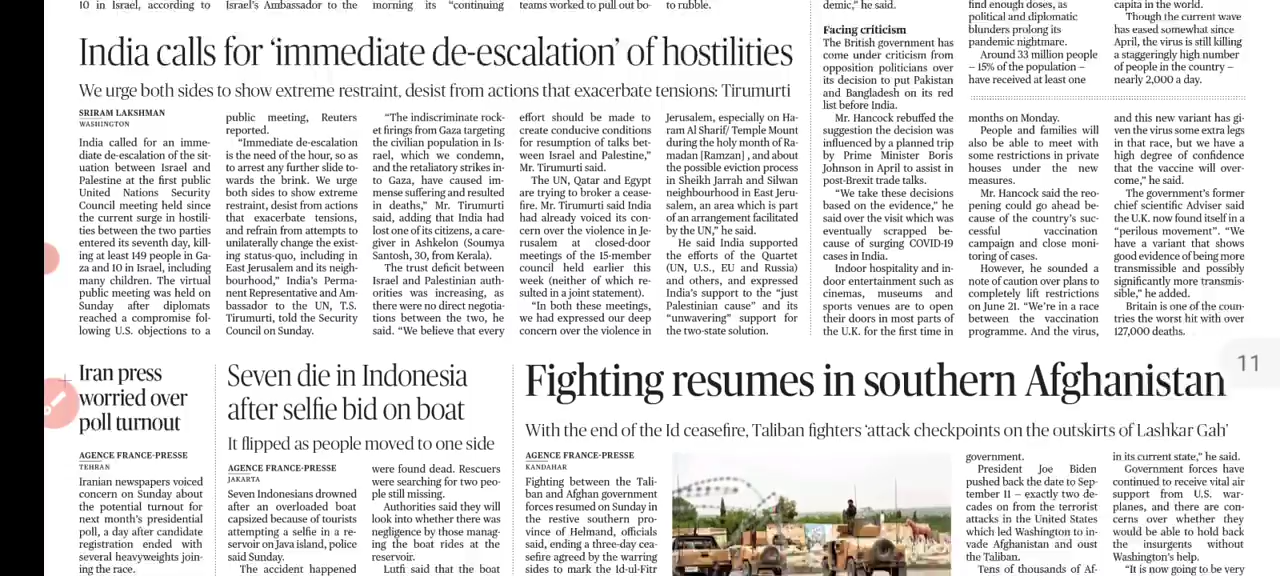 10 in Israel, according to
Israel's Ambassador to the
morning its "continuing
teams worked to pull out bo-
to rubble.
India calls for 'immediate de-escalation' of hostilities
We urge both sides to show extreme restraint, desist from actions that exacerbate tensions: Tirumurti
SRIRAM LAKSHMAN
WASHINGTON
India called for an imme-
diate de-escalation of the sit-
uation between Israel and
Palestine at the first public
United Nations Security
Council meeting held since
the current surge in hostili-
ties between the two parties
entered its seventh day, kill-
ing at least 149 people in Ga-
za and 10 in Israel, including
many children. The virtual
public meeting was held on
Sunday after diplomats
reached a compromise fol-
lowing U.S. objections to a
public meeting, Reuters
reported.
"Immediate de-escalation
is the need of the hour, so as
to arrest any further slide to-
wards the brink. We urge
both sides to show extreme
restraint, desist from actions
that exacerbate tensions,
and refrain from attempts to
unilaterally change the exist-
ing status-quo, including in
East Jerusalem and its neigh-
bourhood," India's Perma-
nent Representative and Am-
bassador to the UN, T.S.
Tirumurti, told the Security
Council on Sunday.
"The indiscriminate rock-
et firings from Gaza targeting
the civilian population in Is-
rael, which we condemn,
and the retaliatory strikes in-
to Gaza, have caused im-
mense suffering and resulted
in deaths," Mr. Tirumurti
said, adding that India had
lost one of its citizens, a care-
giver in Ashkelon (Soumya
Santosh, 30, from Kerala).
The trust deficit between
Israel and Palestinian auth-
orities was increasing, as
there were no direct negotia-
tions between the two, he
said. "We believe that every
effort should be made to
create conducive conditions
for resumption of talks bet-
ween Israel and Palestine,"
Mr. Tirumurti said.
The UN, Qatar and Egypt
are trying to broker a cease-
fire. Mr. Tirumurti said India
had already voiced its con-
cern over the violence in Je-
rusalem at closed-door
meetings of the 15-member
council held earlier this
week (neither of which re-
sulted in a joint statement).
"In both these meetings,
we had expressed our deep
concern over the violence in
Jerusalem, especially on Ha-
ram Al Sharif/ Temple Mount
during the holy month of Ra-
madan [Ramzan] , and about
the possible eviction process
in Sheikh Jarrah and Silwan
neighbourhood in East Jeru-
salem, an area which is part
of an arrangement facilitated
by the UN," he said.
He said India supported
the efforts of the Quartet
(UN, U.S., EU and Russia)
and others, and expressed
India's support to the "just
Palestinian cause" and its
"unwavering" support for
the two-state solution.
demic," he said.
Facing criticism
The British government has
come under criticism from
opposition politicians over
its decision to put Pakistan
and Bangladesh on its red
list before India.
Mr. Hancock rebuffed the
suggestion the decision was
influenced by a planned trip
by Prime Minister Boris
Johnson in April to assist in
post-Brexit trade talks.
"We take these decisions
based on the evidence," he
said over the visit which was
eventually scrapped be-
cause of surging COVID-19
cases in India.
Indoor hospitality and in-
door entertainment such as
cinemas, museums and
sports venues are to open
their doors in most parts of
the U.K. for the first time in
find enough doses, as
political and diplomatic
blunders prolong its
pandemic nightmare.
Around 33 million people
– 15% of the population –
have received at least one
capita in the world.
Though the current wave
has eased somewhat since
April, the virus is still killing
a staggeringly high number
of people in the country –
nearly 2,000 a day.
months on Monday.
People and families will
also be able to meet with
some restrictions in private
houses under the new
measures.
Mr. Hancock said the reo-
pening could go ahead be-
cause of the country's suc-
cessful vaccination
campaign and close moni-
toring of cases.
However, he sounded a
note of caution over plans to
completely lift restrictions
on June 21. "We're in a race
between the vaccination
programme. And the virus,
and this new variant has gi-
ven the virus some extra legs
in that race, but we have a
high degree of confidence
that the vaccine will over-
come," he said.
The government's former
chief scientific Adviser said
the U.K. now found itself in a
"perilous movement". "We
have a variant that shows
good evidence of being more
transmissible and possibly
significantly more transmis-
sible," he added.
Britain is one of the coun-
tries the worst hit with over
127,000 deaths.
11
Iran press
worried over
poll turnout
AGENCE FRANCE-PRESSE
TEHRAN
Iranian newspapers voiced
concern on Sunday about
the potential turnout for
next month's presidential
poll, a day after candidate
registration ended with
several heavyweights join-
ing the race.
Seven die in Indonesia
after selfie bid on boat
It flipped as people moved to one side
AGENCE FRANCE-PRESSE
JAKARTA
Seven Indonesians drowned
after an overloaded boat
capsized because of tourists
attempting a selfie in a re-
servoir on Java island, police
said Sunday.
The accident happened
were found dead. Rescuers
were searching for two peo-
ple still missing.
Authorities said they will
look into whether there was
negligence by those manag-
ing the boat rides at the
reservoir.
Lutfi said that the boat
Fighting resumes in southern Afghanistan
With the end of the Id ceasefire, Taliban fighters 'attack checkpoints on the outskirts of Lashkar Gah'
AGENCE FRANCE-PRESSE
KANDAHAR
Fighting between the Tali-
ban and Afghan government
forces resumed on Sunday in
the restive southern pro-
vince of Helmand, officials
said, ending a three-day cea-
sefire agreed by the warring
sides to mark the Id-ul-Fitr
government.
President Joe Biden
pushed back the date to Sep-
tember 11 – exactly two de-
cades on from the terrorist
attacks in the United States
which led Washington to in-
vade Afghanistan and oust
the Taliban.
Tens of thousands of Af-
in its current state," he said.
Government forces have
continued to receive vital air
support from U.S. war-
planes, and there are con-
cerns over whether they
would be able to hold back
the insurgents without
Washington's help.
"It is now going to be very